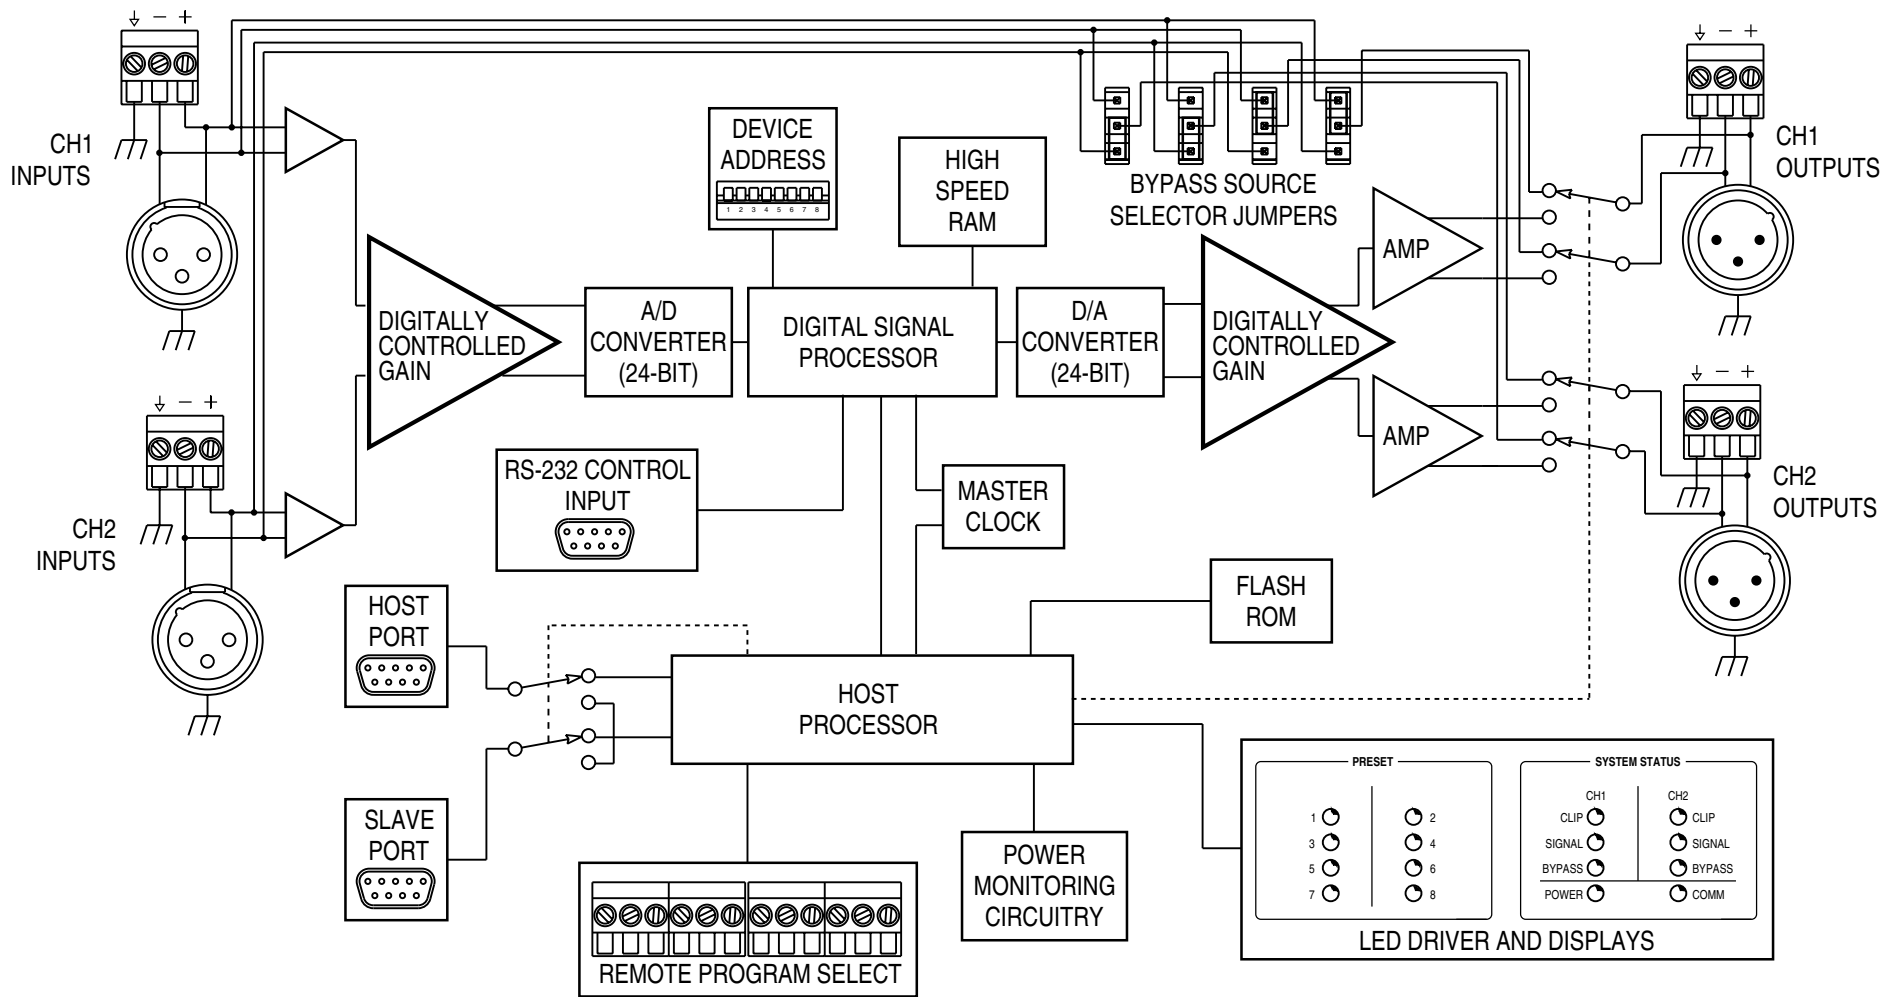 − +
CH1
INPUTS
− +
CH2
INPUTS
DEVICE
ADDRESS
1 2 3 4 5 6 7 8
HIGH
SPEED
RAM
BYPASS SOURCE
SELECTOR JUMPERS
− +
CH1
OUTPUTS
− +
CH2
OUTPUTS
DIGITALLY
CONTROLLED
GAIN
A/D
CONVERTER
(24-BIT)
DIGITAL SIGNAL
PROCESSOR
D/A
CONVERTER
(24-BIT)
DIGITALLY
CONTROLLED
GAIN
AMP
AMP
RS-232 CONTROL
INPUT
MASTER
CLOCK
FLASH
ROM
HOST
PORT
HOST
PROCESSOR
SLAVE
PORT
REMOTE PROGRAM SELECT
POWER
MONITORING
CIRCUITRY
PRESET
1 2
3 4
5 6
7 8
SYSTEM STATUS
CH1 CH2
CLIP CLIP
SIGNAL SIGNAL
BYPASS BYPASS
POWER COMM
LED DRIVER AND DISPLAYS